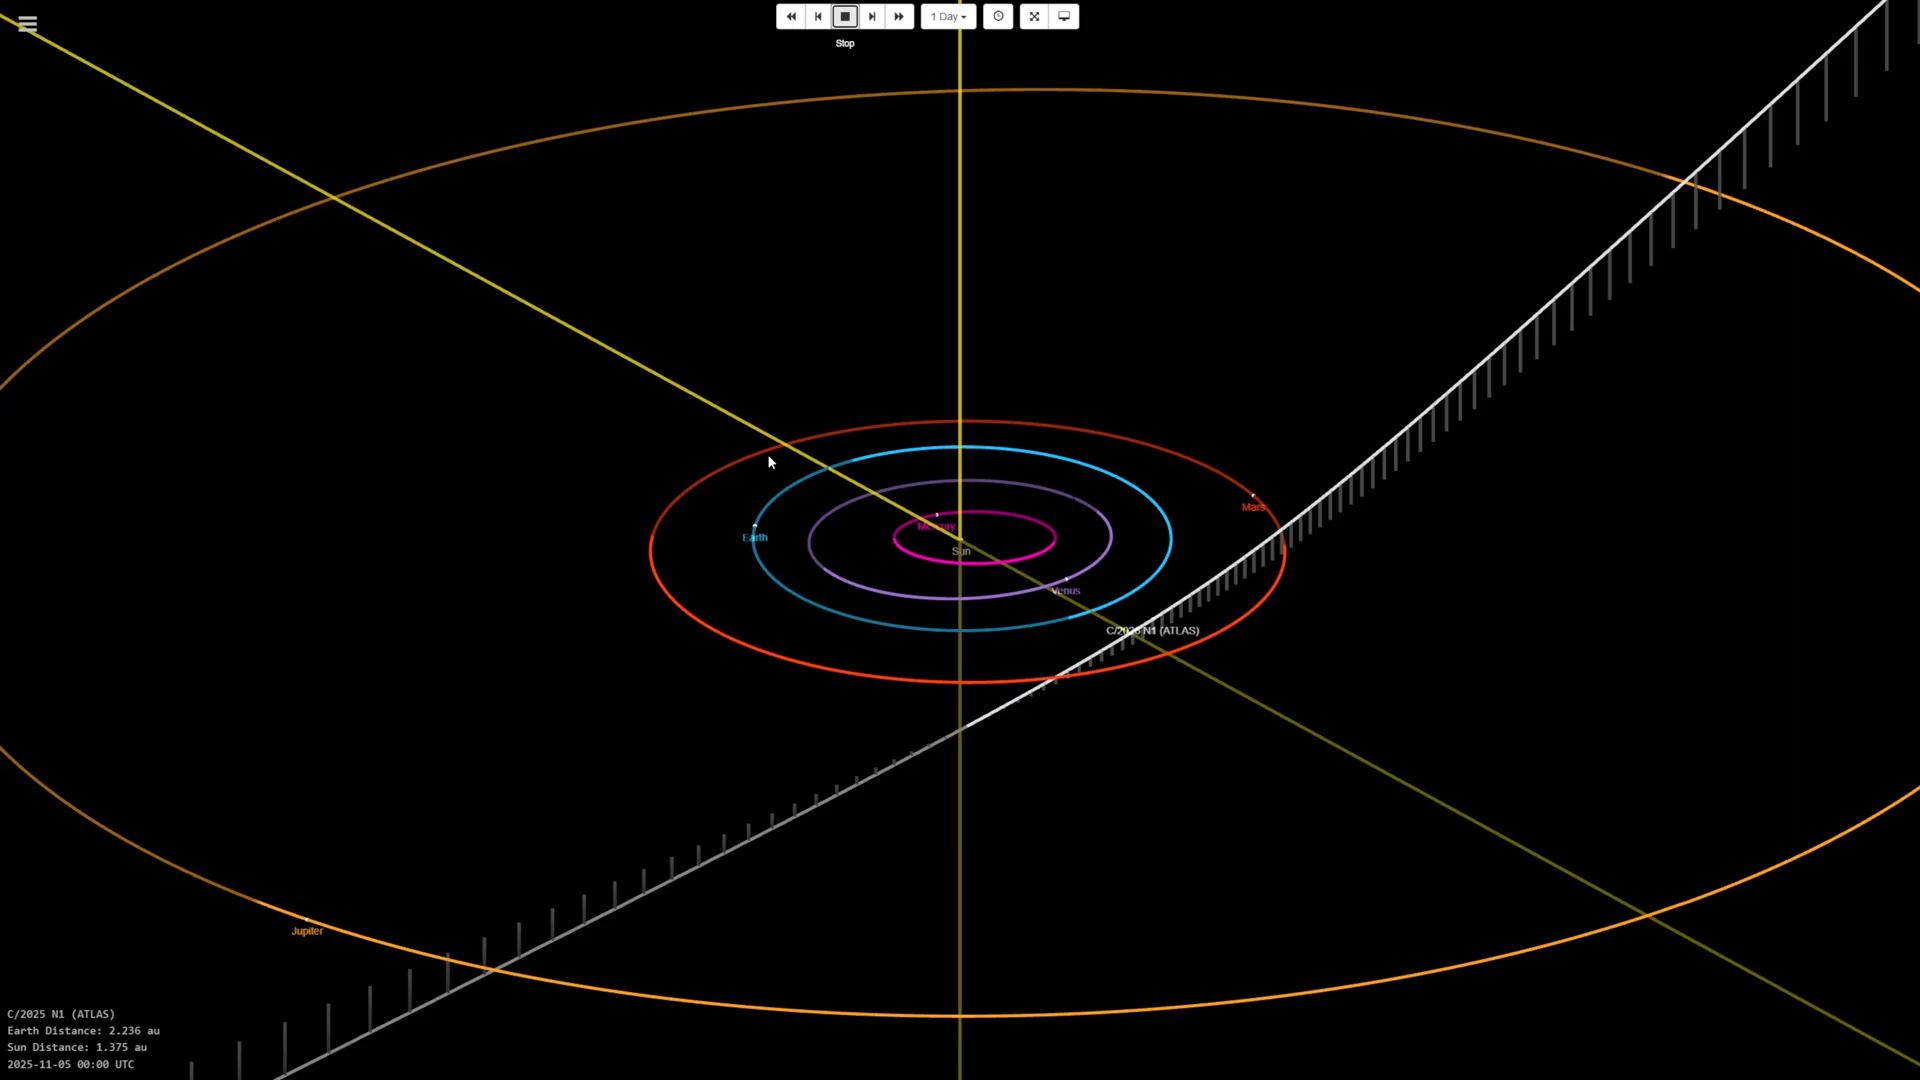 1 Day
Stop
Mars
Mercury
Earth
Sun
Venus
C/2025 N1 (ATLAS)
Jupiter
C/2025 N1 (ATLAS)
Earth Distance: 2.236 au
Sun Distance: 1.375 au
2025-11-05 00:00 UTC